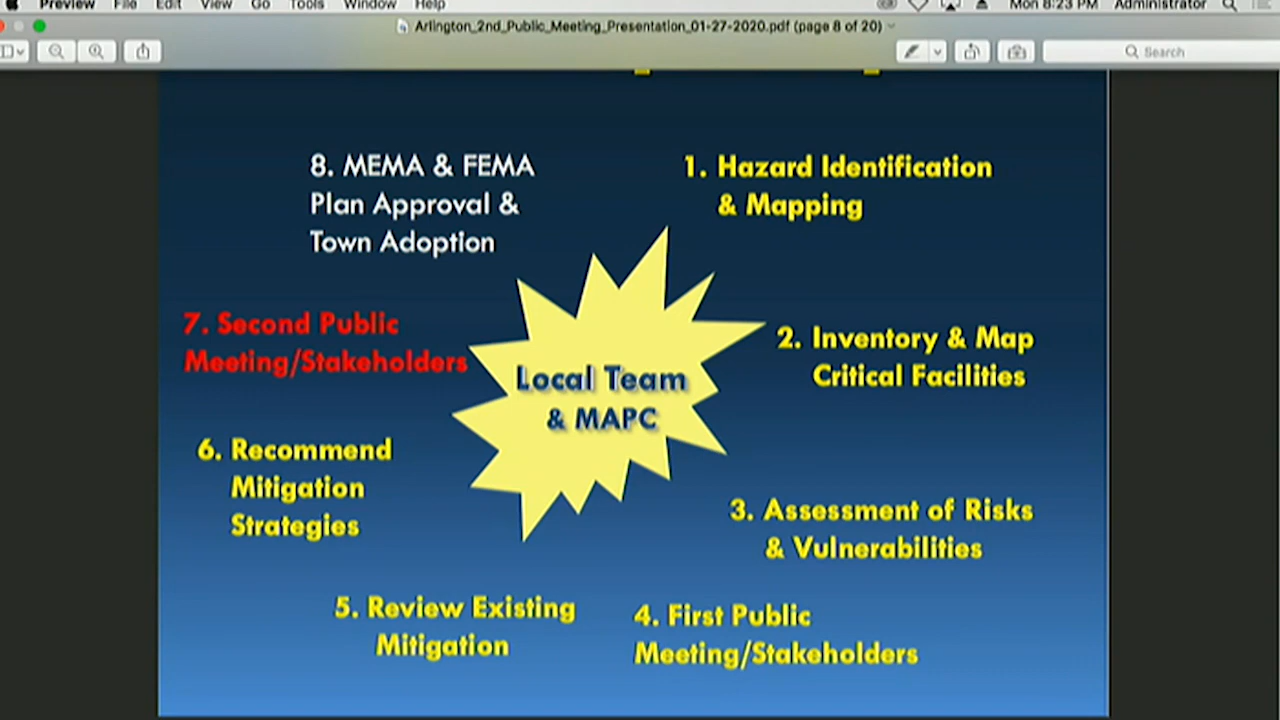 Preview File Edit View Go Tools Window Help
Mon 8:23 PM Administrator
Arlington_2nd_Public_Meeting_Presentation_01-27-2020.pdf (page 8 of 20)
Search
8. MEMA & FEMA
Plan Approval &
Town Adoption
1. Hazard Identification
& Mapping
7. Second Public
Meeting/Stakeholders
2. Inventory & Map
Critical Facilities
Local Team
& MAPC
6. Recommend
Mitigation
Strategies
3. Assessment of Risks
& Vulnerabilities
5. Review Existing
Mitigation
4. First Public
Meeting/Stakeholders